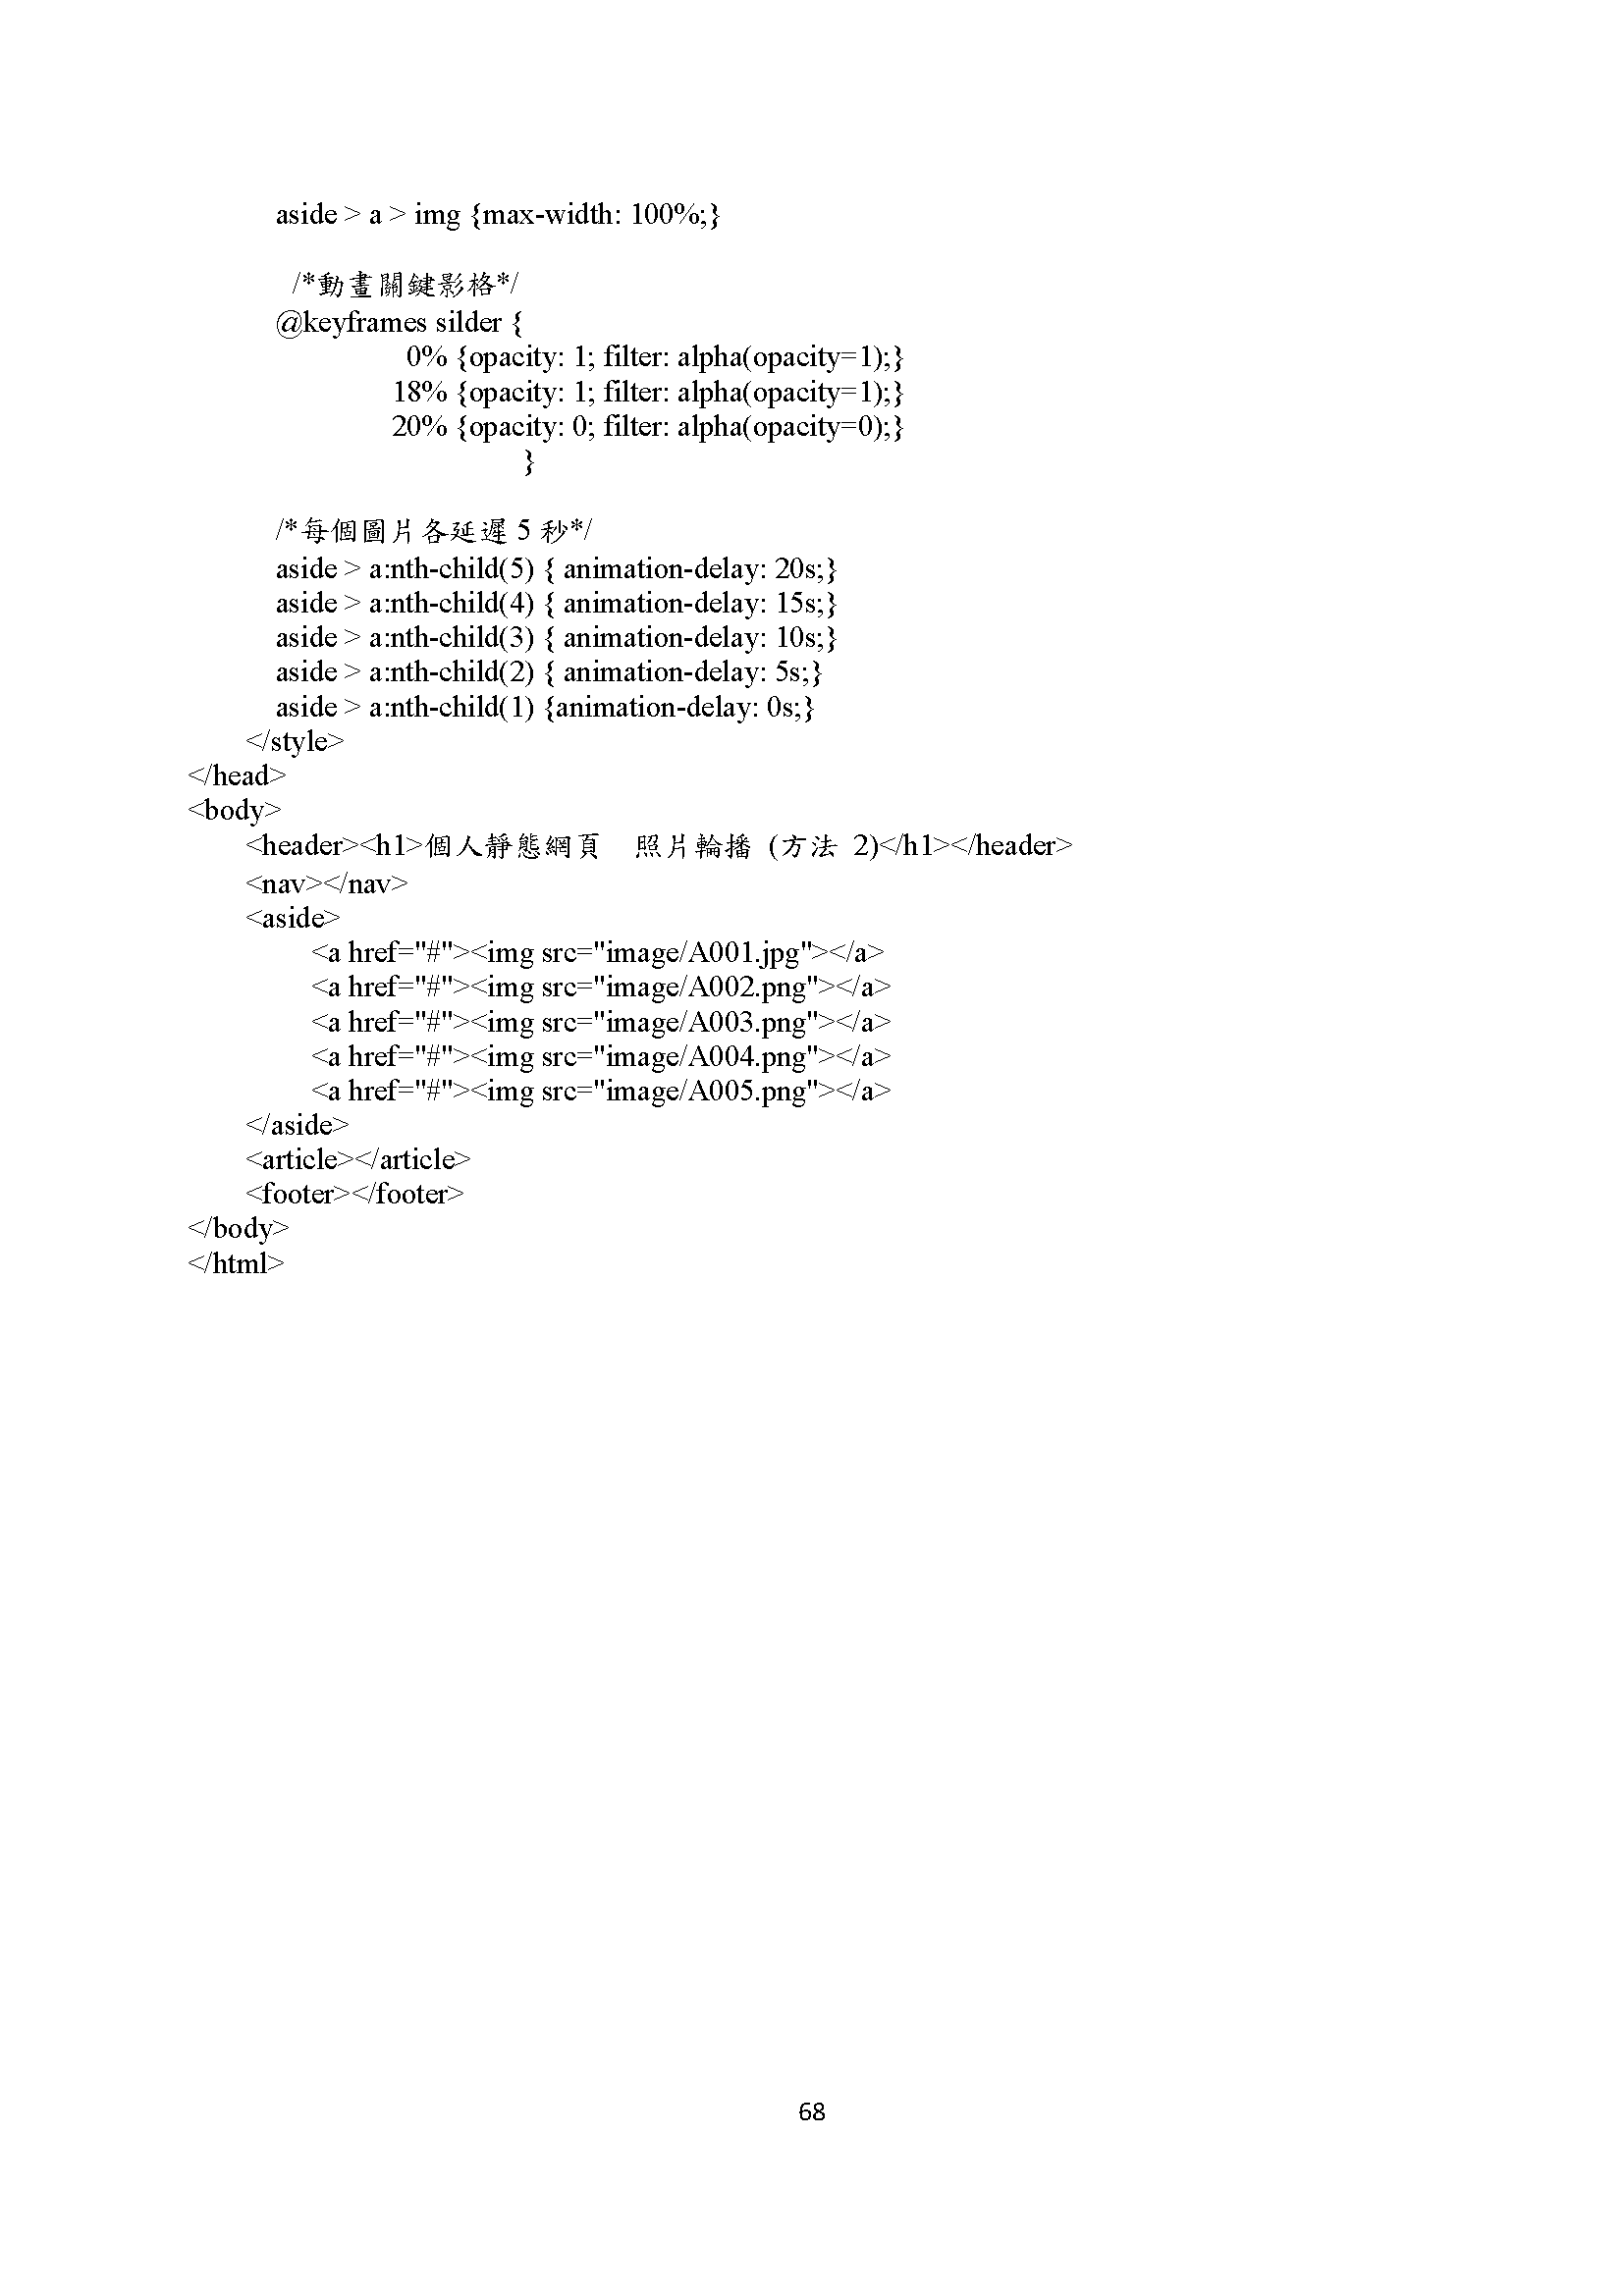 aside > a > img {max-width: 100%;}
/*動畫關鍵影格*/
@keyframes silder {
0% {opacity: 1; filter: alpha(opacity=1);}
18% {opacity: 1; filter: alpha(opacity=1);}
20% {opacity: 0; filter: alpha(opacity=0);}
}
/*每個圖片各延遲 5 秒*/
aside > a:nth-child(5) { animation-delay: 20s;}
aside > a:nth-child(4) { animation-delay: 15s;}
aside > a:nth-child(3) { animation-delay: 10s;}
aside > a:nth-child(2) { animation-delay: 5s;}
aside > a:nth-child(1) {animation-delay: 0s;}
</style>
</head>
<body>
<header><h1>個人靜態網頁　照片輪播 (方法 2)</h1></header>
<nav></nav>
<aside>
<a href="#"><img src="image/A001.jpg"></a>
<a href="#"><img src="image/A002.png"></a>
<a href="#"><img src="image/A003.png"></a>
<a href="#"><img src="image/A004.png"></a>
<a href="#"><img src="image/A005.png"></a>
</aside>
<article></article>
<footer></footer>
</body>
</html>
68